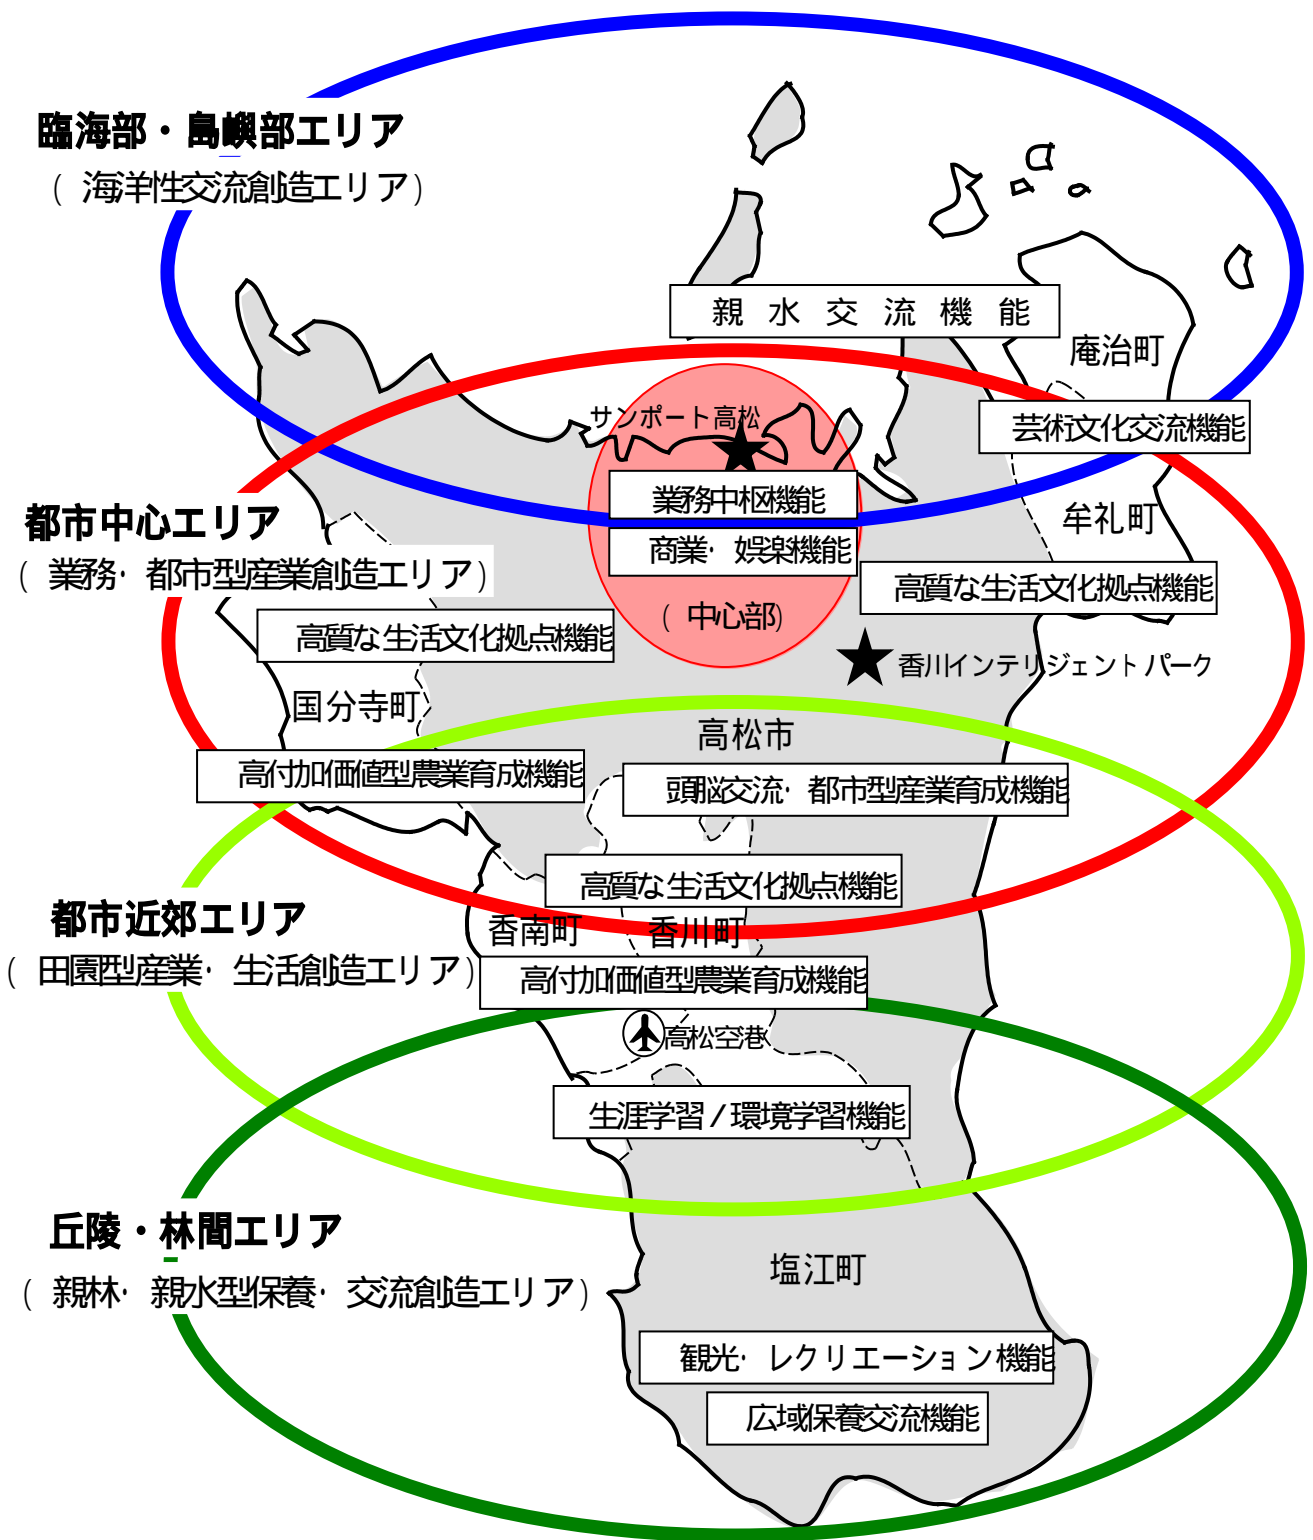 臨海部・島嶼部エリア
(海洋性交流創造エリア)
親水交流機能
庵治町
サンポート高松
芸術文化交流機能
業務中枢機能
都市中心エリア
牟礼町
商業・娯楽機能
(業務・都市型産業創造エリア)
高質な生活文化拠点機能
(中心部)
高質な生活文化拠点機能
香川インテリジェントパーク
国分寺町
高松市
高付加価値型農業育成機能
頭脳交流・都市型産業育成機能
高質な生活文化拠点機能
都市近郊エリア
香南町
香川町
(田園型産業・生活創造エリア)
高付加価値型農業育成機能
高松空港
生涯学習/環境学習機能
丘陵・林間エリア
塩江町
(親林・親水型保養・交流創造エリア)
観光・レクリエーション機能
広域保養交流機能